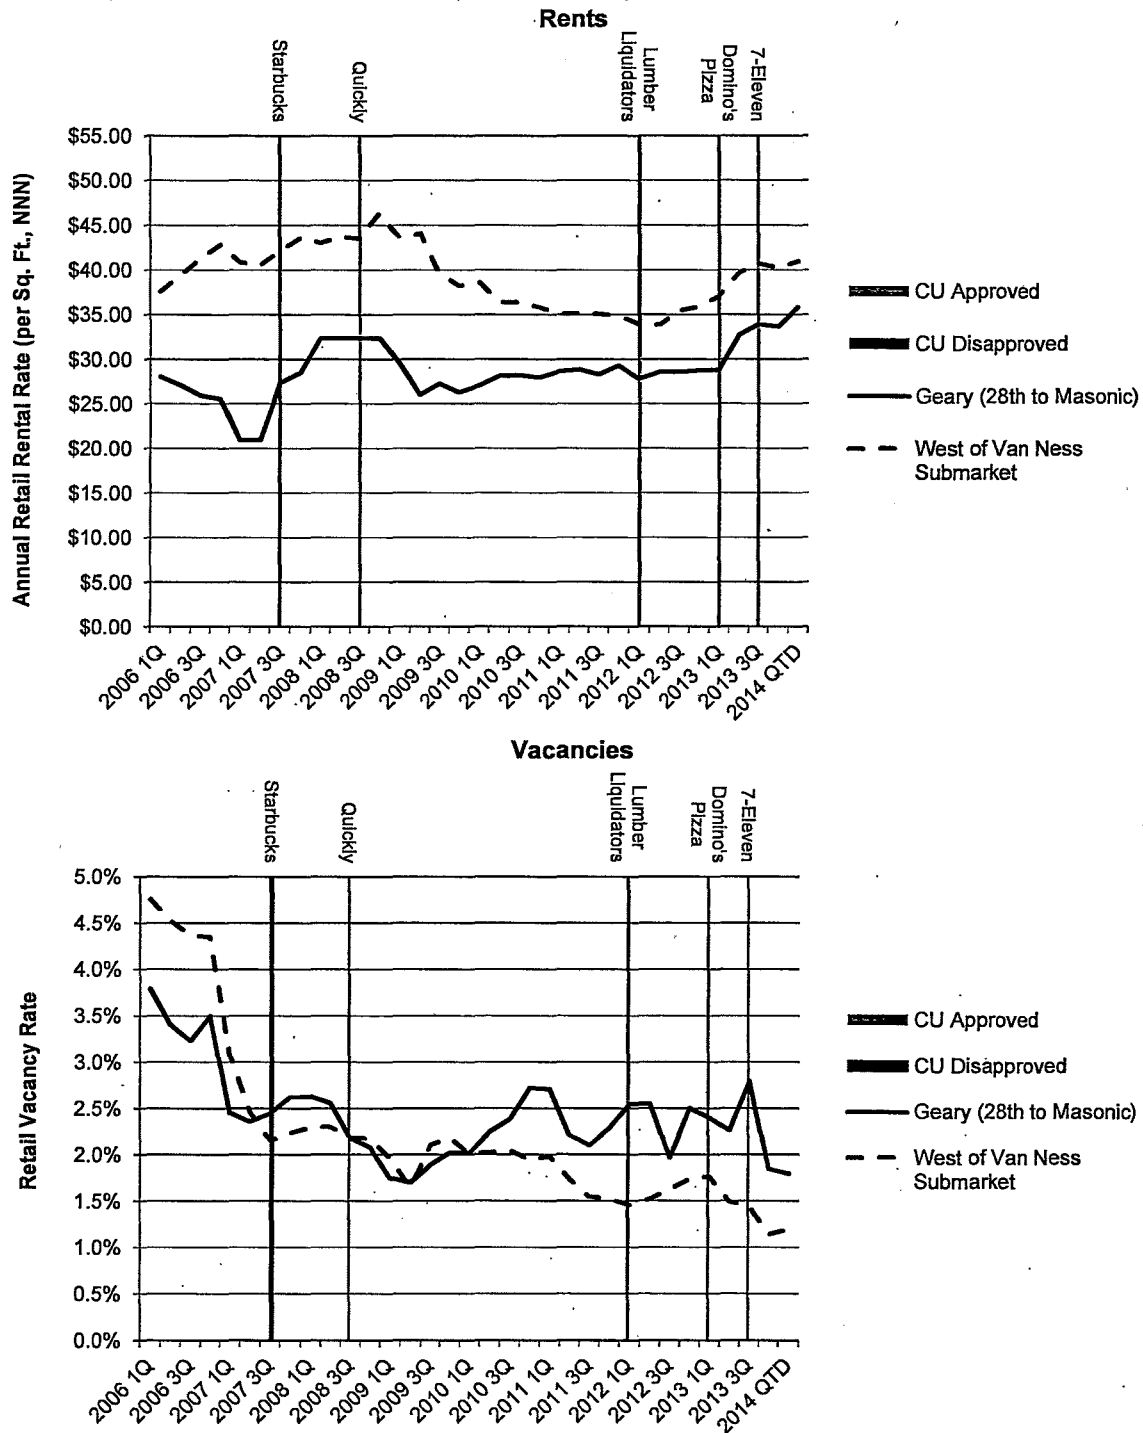 Rents
Starbucks
Quickly
Lumber
Liquidators
Domino's
Pizza
7-Eleven
Annual Retail Rental Rate (per Sq. Ft., NNN)
$55.00
$50.00
$45.00
$40.00
$35.00
$30.00
$25.00
$20.00
$15.00
$10.00
$5.00
$0.00
2006 1Q
2006 3Q
2007 1Q
2007 3Q
2008 1Q
2008 3Q
2009 1Q
2009 3Q
2010 1Q
2010 3Q
2011 1Q
2011 3Q
2012 1Q
2012 3Q
2013 1Q
2013 3Q
2014 QTD
CU Approved
CU Disapproved
Geary (28th to Masonic)
West of Van Ness
Submarket
Vacancies
Starbucks
Quickly
Lumber
Liquidators
Domino's
Pizza
7-Eleven
Retail Vacancy Rate
5.0%
4.5%
4.0%
3.5%
3.0%
2.5%
2.0%
1.5%
1.0%
0.5%
0.0%
2006 1Q
2006 3Q
2007 1Q
2007 3Q
2008 1Q
2008 3Q
2009 1Q
2009 3Q
2010 1Q
2010 3Q
2011 1Q
2011 3Q
2012 1Q
2012 3Q
2013 1Q
2013 3Q
2014 QTD
CU Approved
CU Disapproved
Geary (28th to Masonic)
West of Van Ness
Submarket